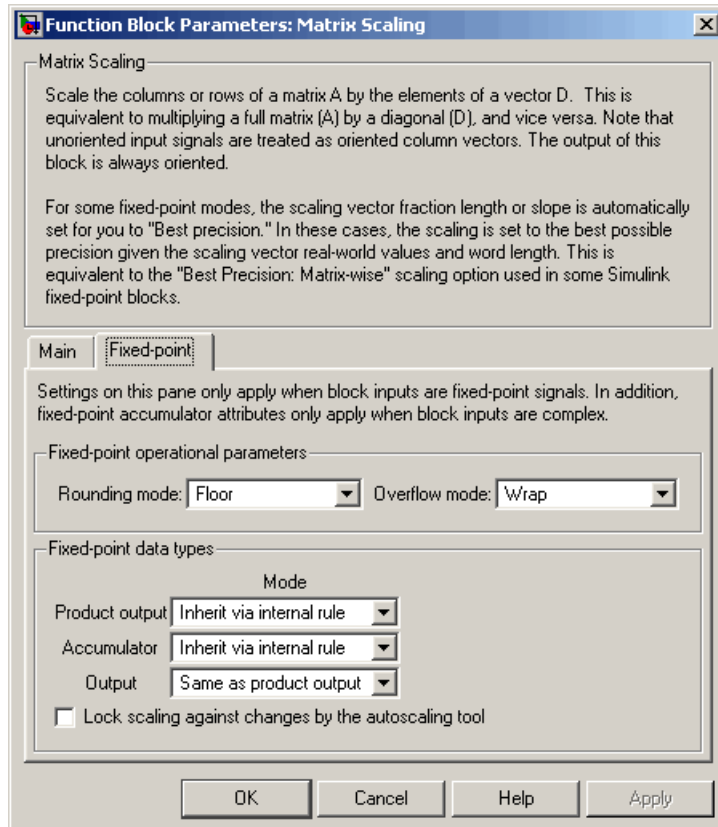 Function Block Parameters: Matrix Scaling
Matrix Scaling
Scale the columns or rows of a matrix A by the elements of a vector D.  This is
equivalent to multiplying a full matrix (A) by a diagonal (D), and vice versa. Note that
unoriented input signals are treated as oriented column vectors. The output of this
block is always oriented.
For some fixed-point modes, the scaling vector fraction length or slope is automatically
set for you to "Best precision." In these cases, the scaling is set to the best possible
precision given the scaling vector real-world values and word length. This is
equivalent to the "Best Precision: Matrix-wise" scaling option used in some Simulink
fixed-point blocks.
Main Fixed-point
Settings on this pane only apply when block inputs are fixed-point signals. In addition,
fixed-point accumulator attributes only apply when block inputs are complex.
Fixed-point operational parameters
Rounding mode: Floor Overflow mode: Wrap
Fixed-point data types
Mode
Product output Inherit via internal rule
Accumulator Inherit via internal rule
Output Same as product output
Lock scaling against changes by the autoscaling tool
OK Cancel Help Apply